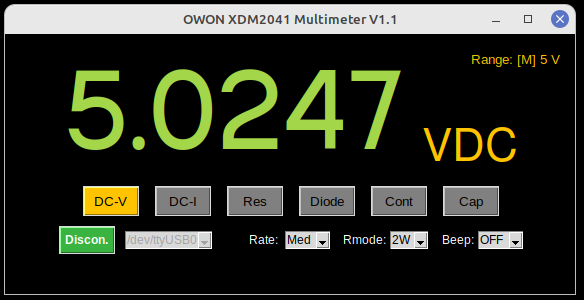 OWON XDM2041 Multimeter V1.1
Range: [M] 5 V
5.0247 VDC
DC-V DC-I Res Diode Cont Cap
Discon. /dev/ttyUSB0 Rate: Med Rmode: 2W Beep: OFF